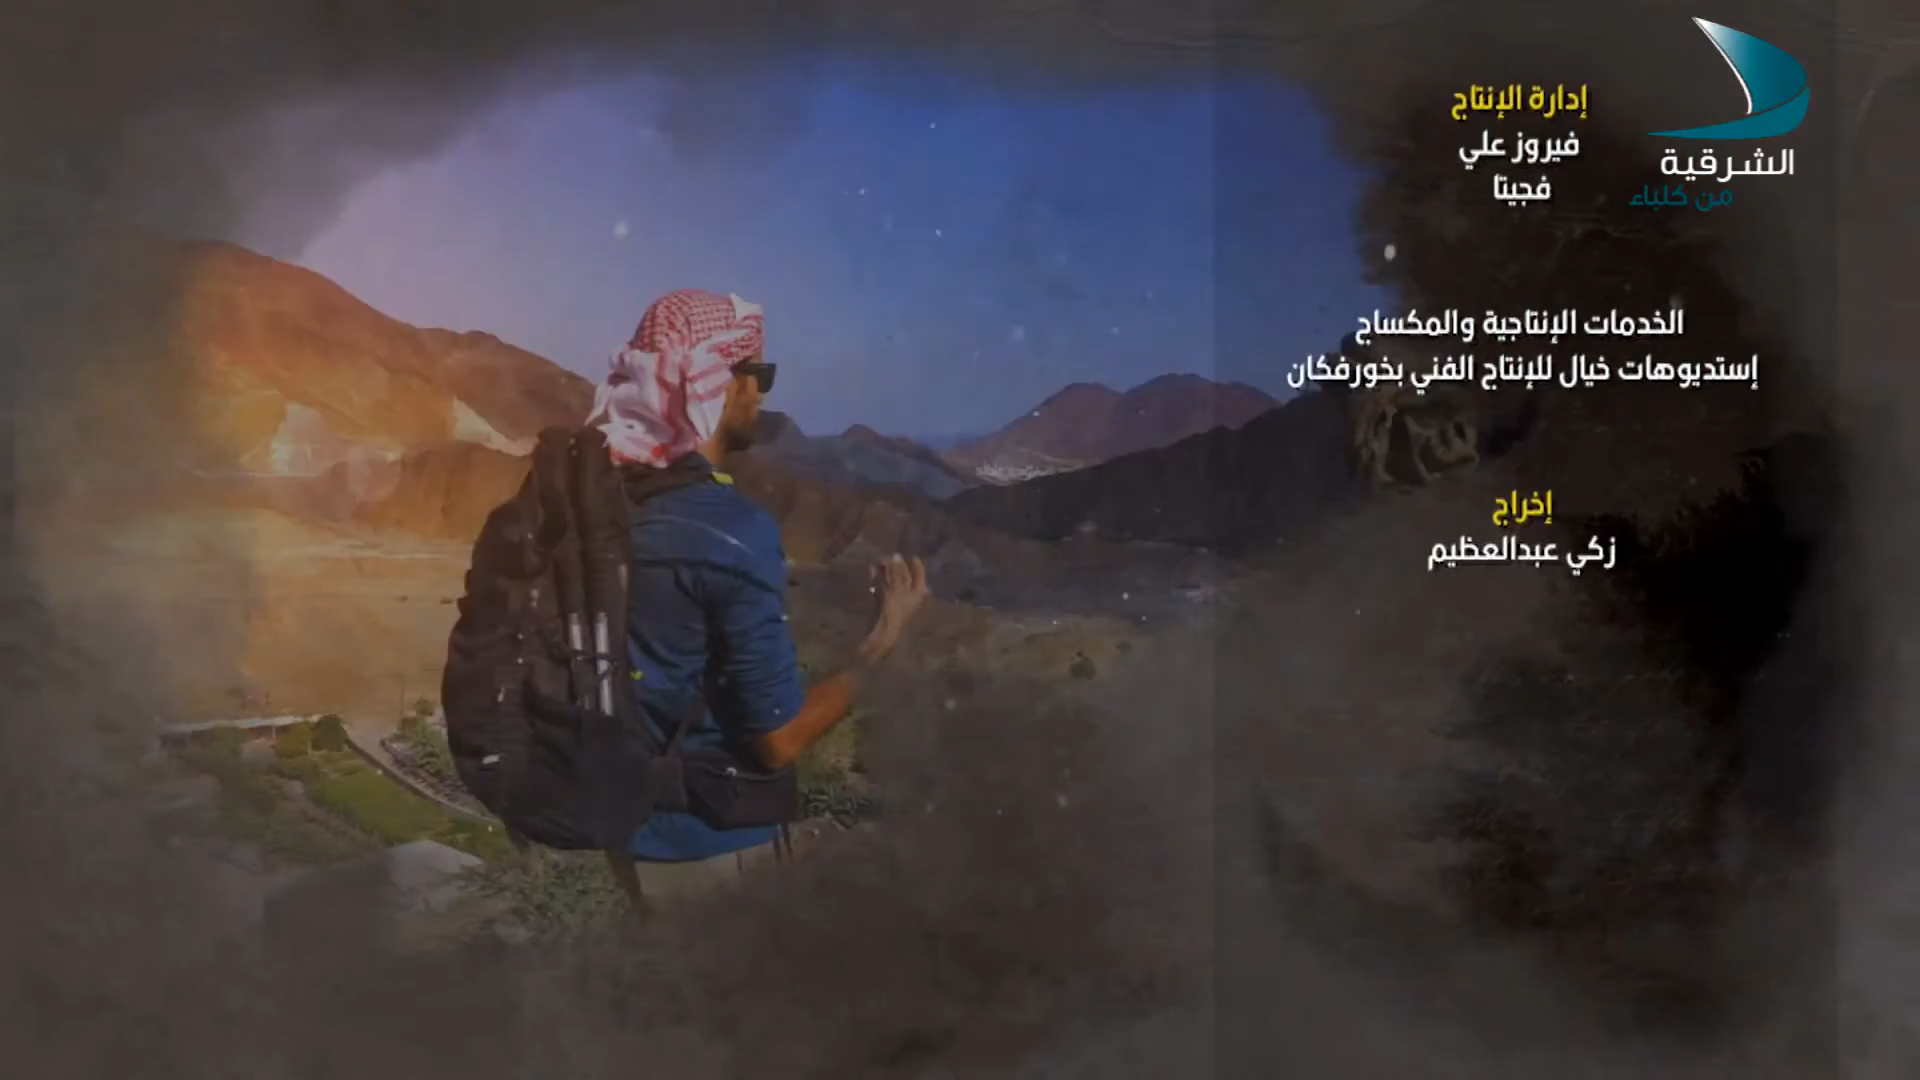 إدارة الإنتاج
فيروز علي
فجيتا
الشرقية
من كلباء
الخدمات الإنتاجية والمكساج
إستديوهات خيال للإنتاج الفني بخورفكان
إخراج
زكي عبدالعظيم